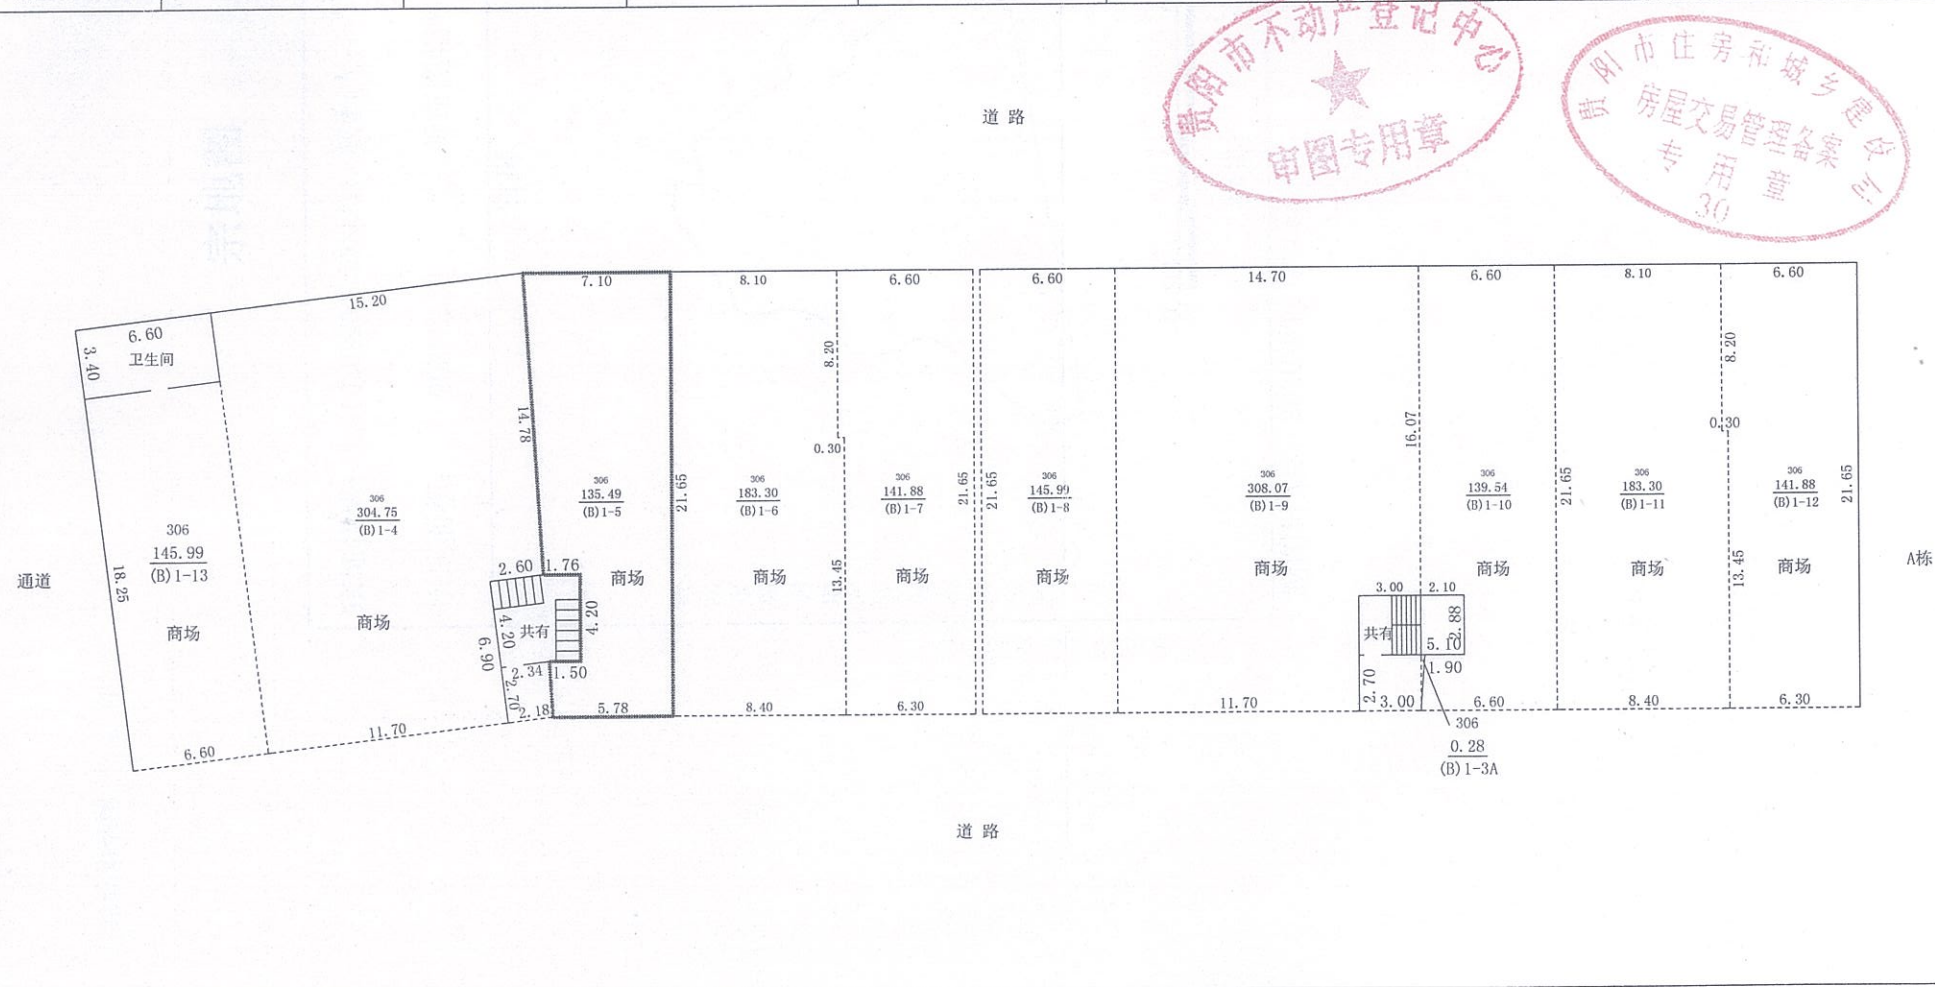 贵阳市不动产登记中心
审图专用章
贵阳市住房和城乡建设局
房屋交易管理备案
专用章
30
道路
15.20
7.10
8.10
6.60
6.60
14.70
6.60
8.10
6.60
6.60
卫生间
3.40
14.78
8.20
0.30
16.07
8.20
0.30
306
145.99
(B)1-13
商场
18.25
6.60
306
304.75
(B)1-4
商场
11.70
306
135.49
(B)1-5
商场
21.65
306
183.30
(B)1-6
商场
13.45
306
141.88
(B)1-7
商场
21.65
21.65
306
145.99
(B)1-8
商场
306
308.07
(B)1-9
商场
306
139.54
(B)1-10
商场
21.65
306
183.30
(B)1-11
商场
13.45
306
141.88
(B)1-12
商场
21.65
通道
A栋
2.60
1.76
4.20
共有
4.20
6.90
2.34
1.50
2.70
2.18
5.78
8.40
6.30
11.70
3.00
2.10
共有
2.88
5.10
1.90
2.70
3.00
6.60
8.40
6.30
306
0.28
(B)1-3A
道路